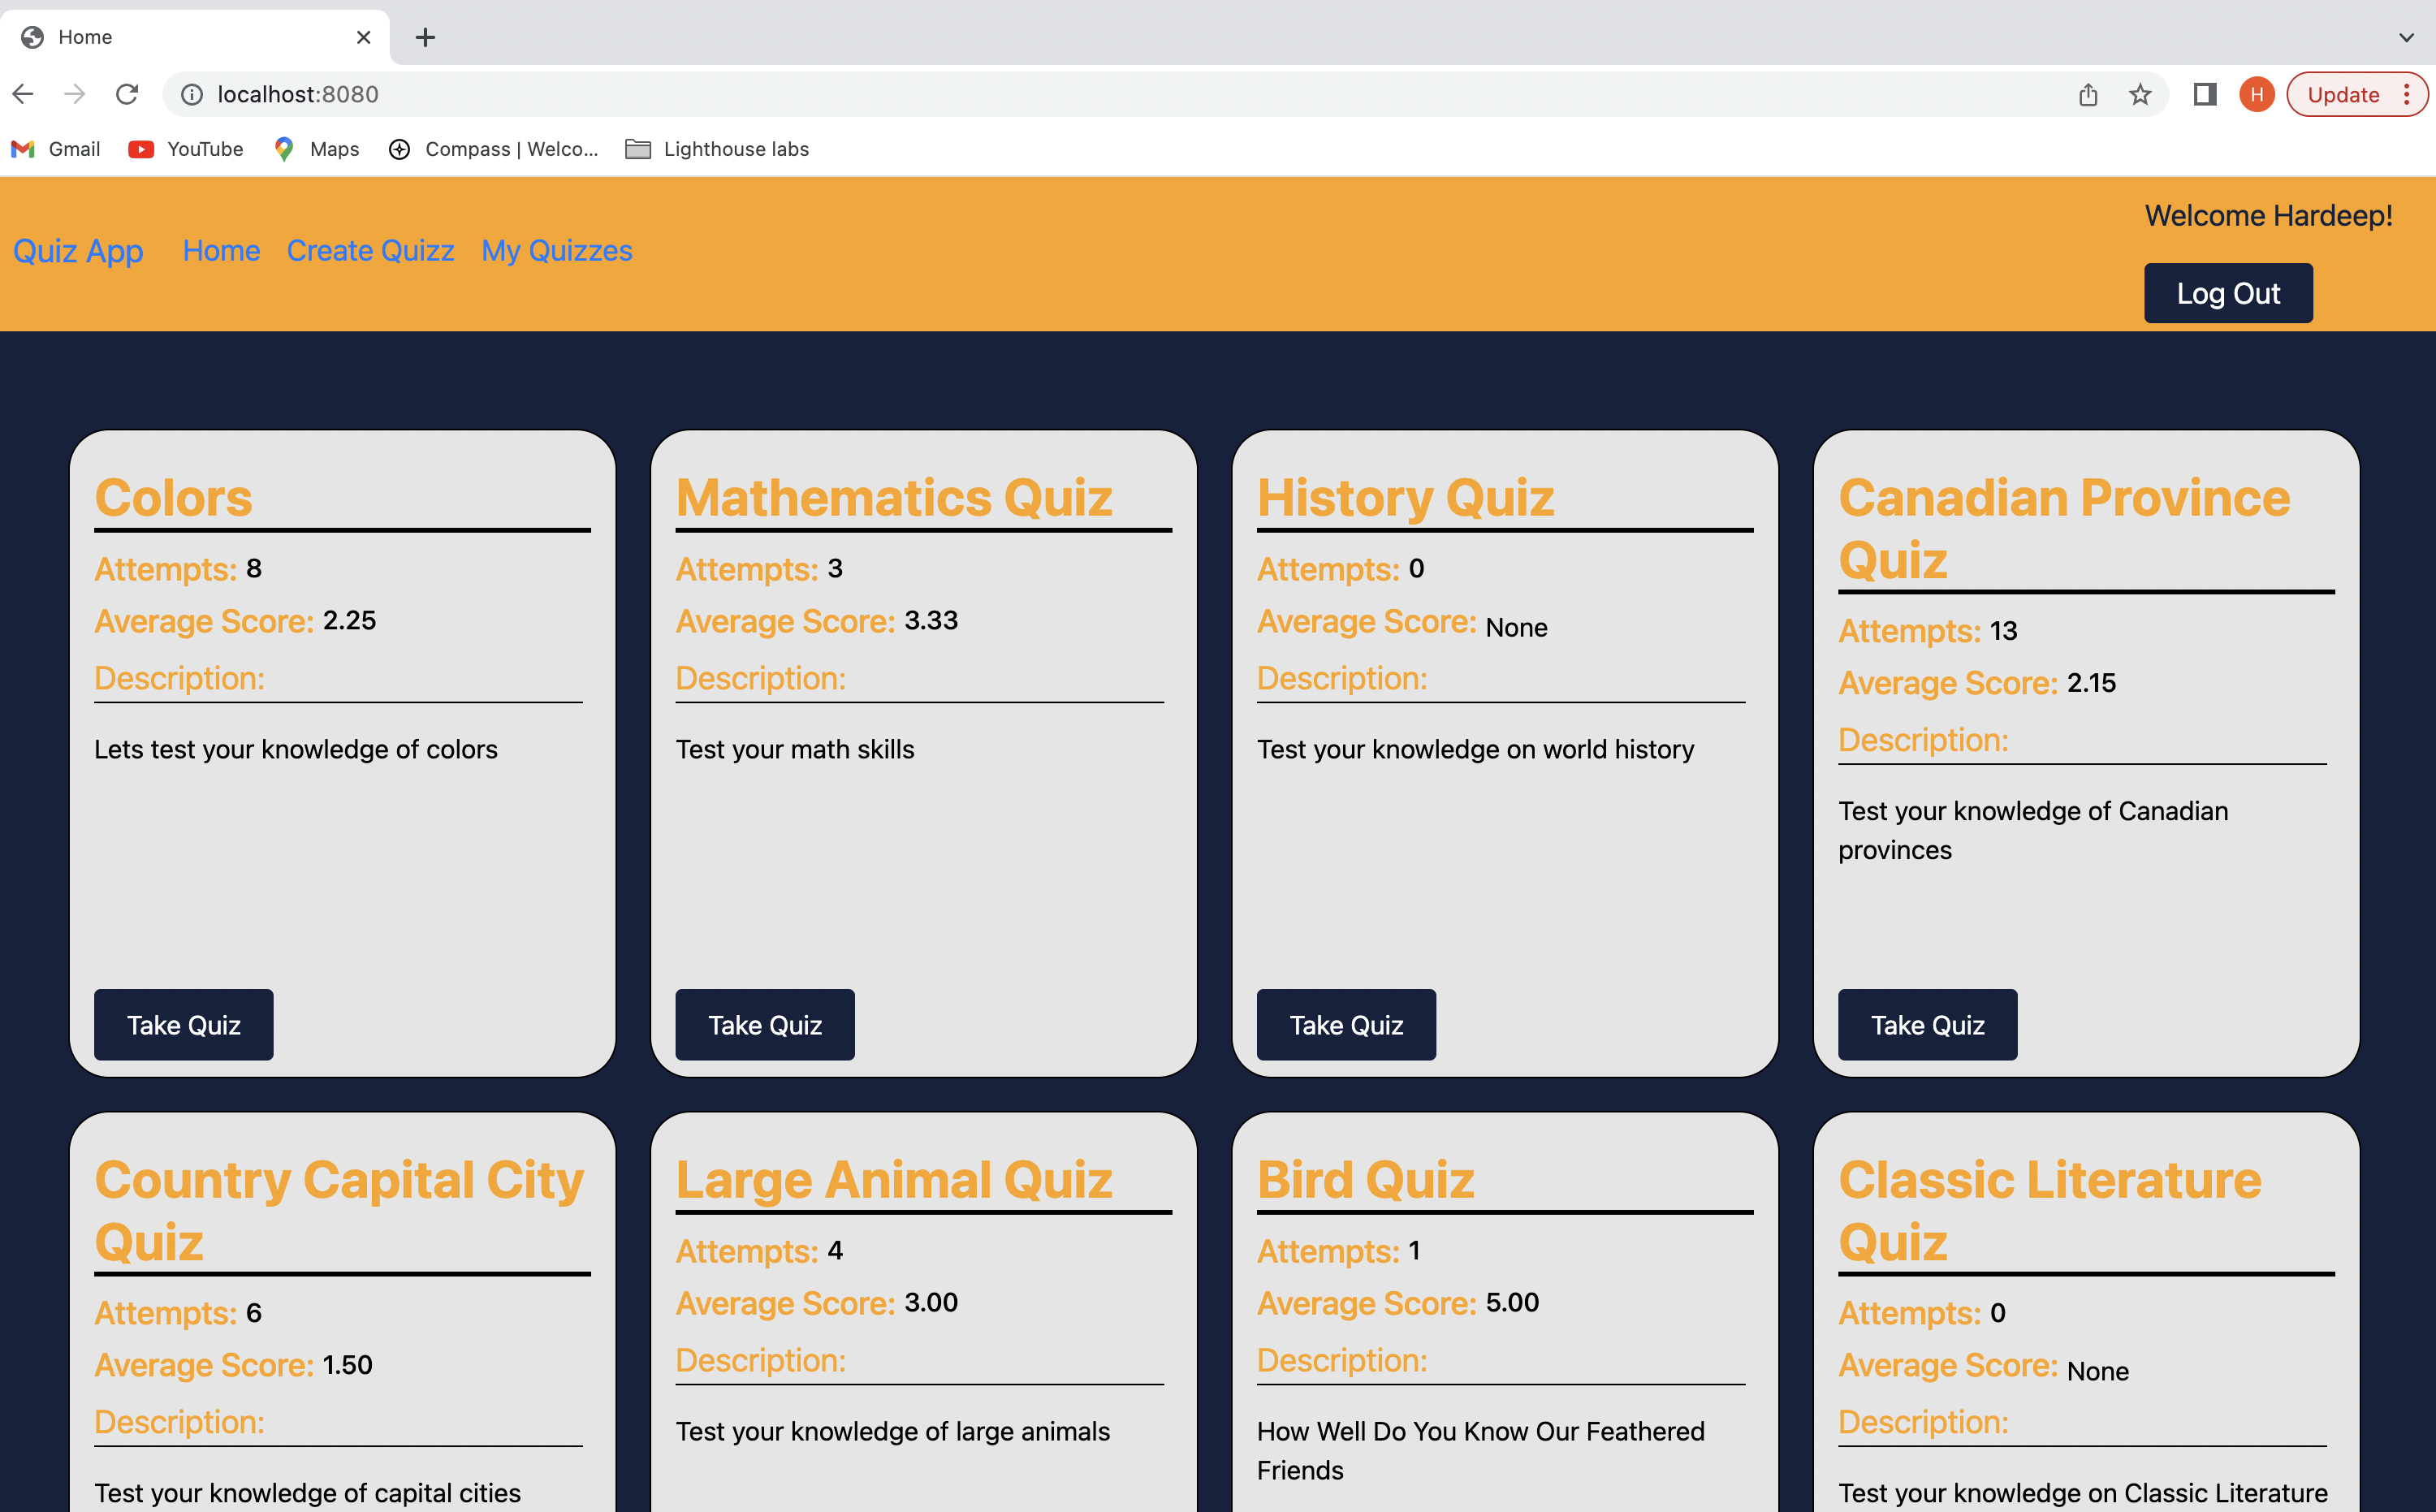 Home
localhost:8080
H
Update
Gmail
YouTube
Maps
Compass | Welco...
Lighthouse labs
Quiz App
Home
Create Quizz
My Quizzes
Welcome Hardeep!
Log Out
Colors
Attempts: 8
Average Score: 2.25
Description:
Lets test your knowledge of colors
Take Quiz
Mathematics Quiz
Attempts: 3
Average Score: 3.33
Description:
Test your math skills
Take Quiz
History Quiz
Attempts: 0
Average Score: None
Description:
Test your knowledge on world history
Take Quiz
Canadian Province
Quiz
Attempts: 13
Average Score: 2.15
Description:
Test your knowledge of Canadian
provinces
Take Quiz
Country Capital City
Quiz
Attempts: 6
Average Score: 1.50
Description:
Test your knowledge of capital cities
Large Animal Quiz
Attempts: 4
Average Score: 3.00
Description:
Test your knowledge of large animals
Bird Quiz
Attempts: 1
Average Score: 5.00
Description:
How Well Do You Know Our Feathered
Friends
Classic Literature
Quiz
Attempts: 0
Average Score: None
Description:
Test your knowledge on Classic Literature